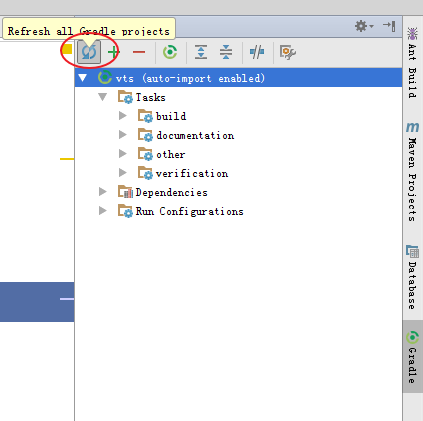 Refresh all Gradle projects
vts (auto-import enabled)
Tasks
build
documentation
other
verification
Dependencies
Run Configurations
Ant Build
Maven Projects
Database
Gradle